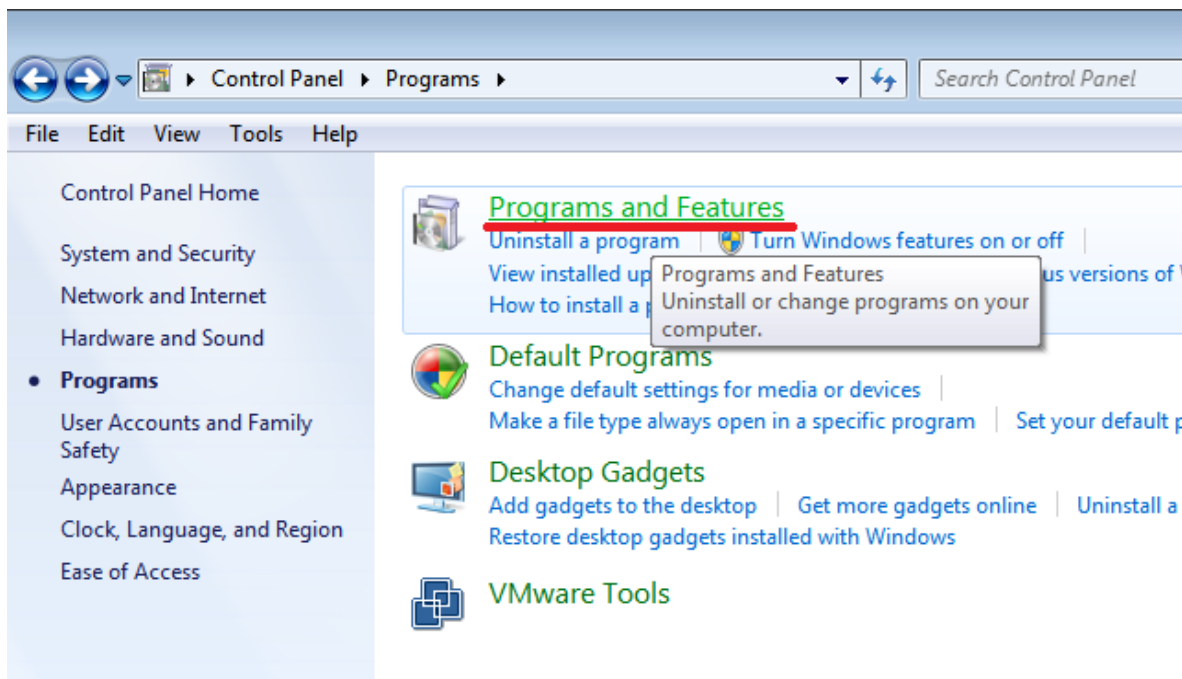 Control Panel Programs
Search Control Panel
File Edit View Tools Help
Control Panel Home
System and Security
Network and Internet
Hardware and Sound
Programs
User Accounts and Family
Safety
Appearance
Clock, Language, and Region
Ease of Access
Programs and Features
Uninstall a program Turn Windows features on or off
View installed us versions of
How to install a
Programs and Features
Uninstall or change programs on your
computer.
Default Programs
Change default settings for media or devices
Make a file type always open in a specific program Set your default
Desktop Gadgets
Add gadgets to the desktop Get more gadgets online Uninstall a
Restore desktop gadgets installed with Windows
VMware Tools